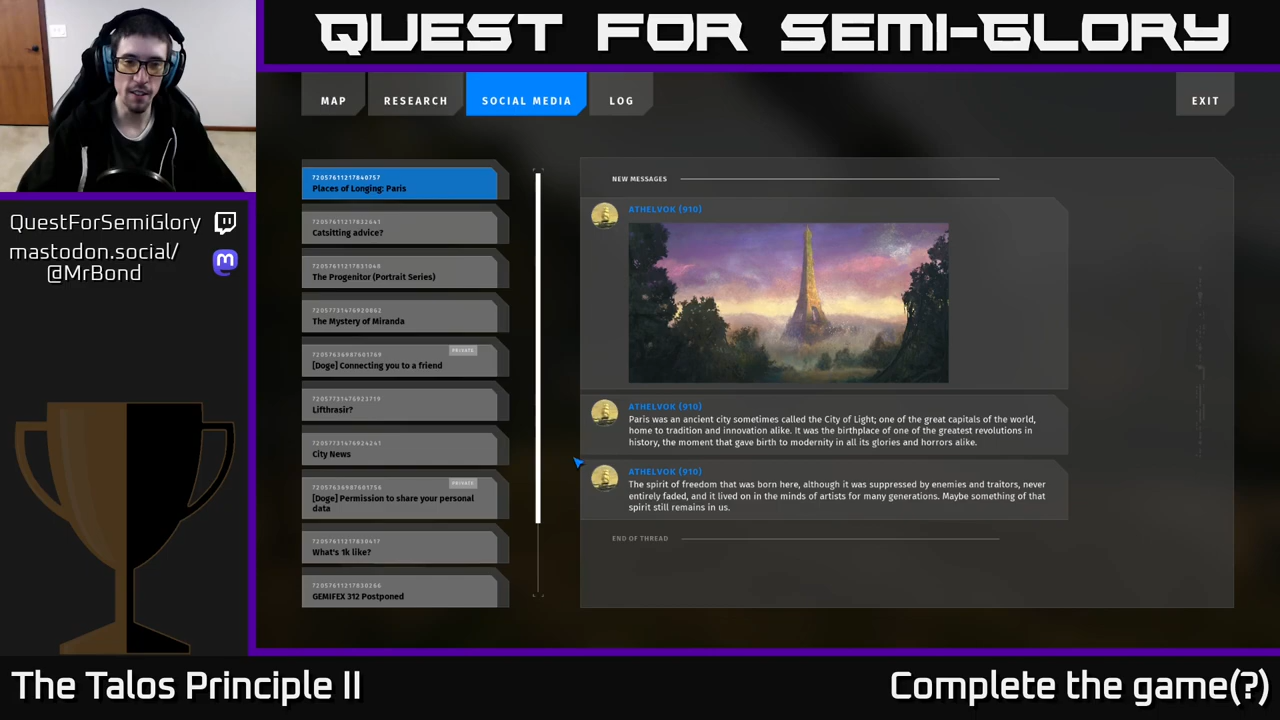 QUEST FOR SEMI-GLORY
MAP
RESEARCH
SOCIAL MEDIA
LOG
EXIT
QuestForSemiGlory
mastodon.social/
@MrBond
Places of Longing: Paris
Catsitting advice?
The Progenitor (Portrait Series)
The Mystery of Miranda
PRIVATE
[Doge] Connecting you to a friend
Lifthrasir?
City News
PRIVATE
[Doge] Permission to share your personal
data
What's 1k like?
GEMIFEX 312 Postponed
NEW MESSAGES
ATHELVOK (910)
ATHELVOK (910)
Paris was an ancient city sometimes called the City of Light; one of the great capitals of the world,
home to tradition and innovation alike. It was the birthplace of one of the greatest revolutions in
history, the moment that gave birth to modernity in all its glories and horrors alike.
ATHELVOK (910)
The spirit of freedom that was born here, although it was suppressed by enemies and traitors, never
entirely faded, and it lived on in the minds of artists for many generations. Maybe something of that
spirit still remains in us.
END OF THREAD
The Talos Principle II
Complete the game(?)